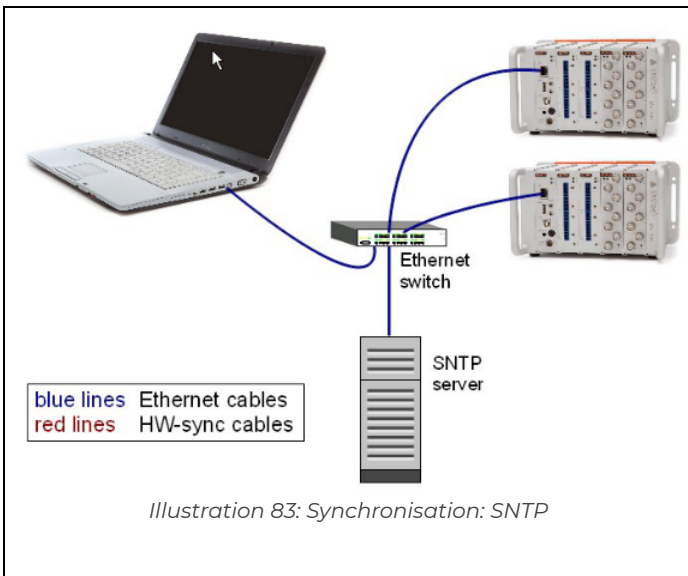 Ethernet
switch
SNTP
server
blue lines Ethernet cables
red lines HW-sync cables
Illustration 83: Synchronisation: SNTP